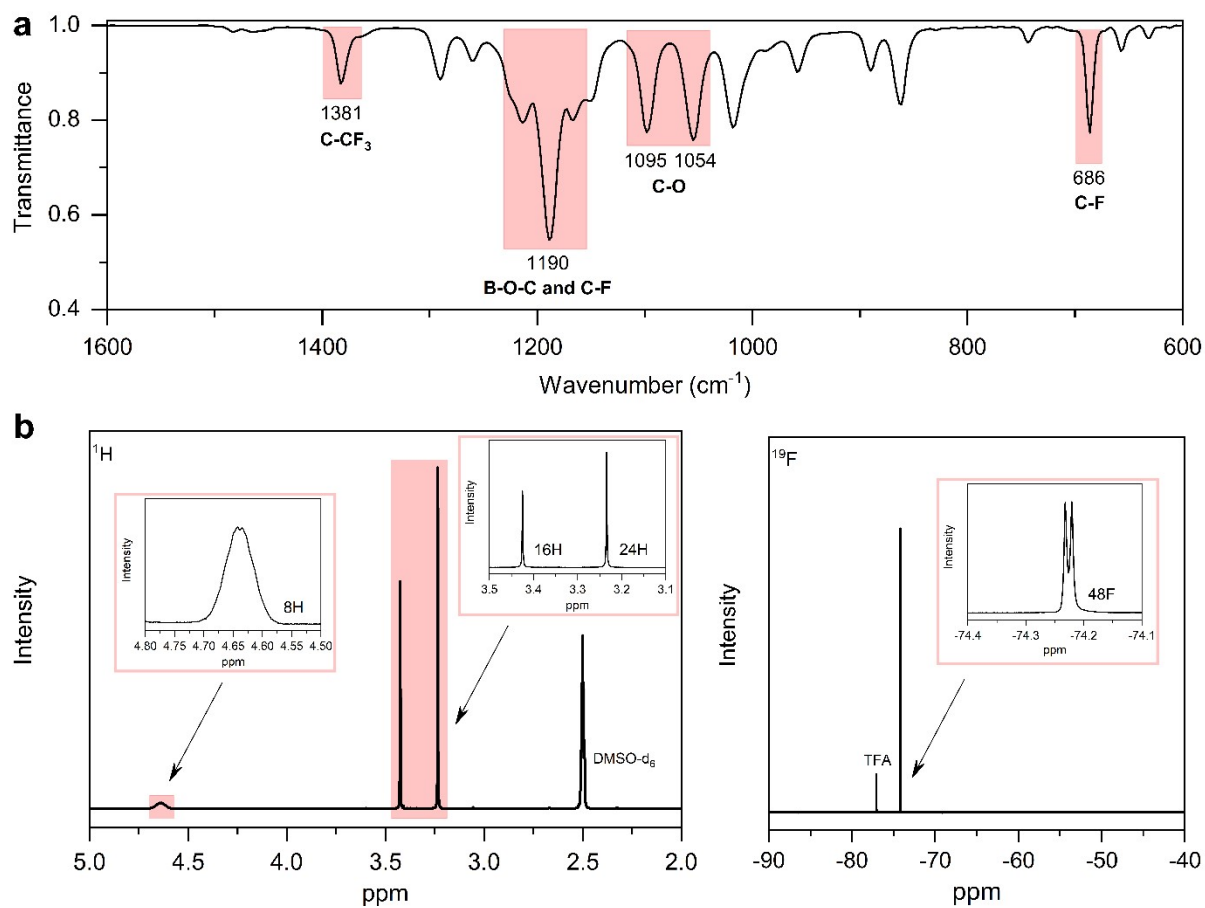 a
Transmittance
1.0
0.8
0.6
0.4
1381
C-CF₃
1190
B-O-C and C-F
1095 1054
C-O
686
C-F
1600 1400 1200 1000 800 600
Wavenumber (cm⁻¹)
b
¹H
Intensity
Intensity
8H
4.80 4.75 4.70 4.65 4.60 4.55 4.50
ppm
Intensity
16H 24H
3.5 3.4 3.3 3.2 3.1
ppm
DMSO-d₆
5.0 4.5 4.0 3.5 3.0 2.5 2.0
ppm
¹⁹F
Intensity
Intensity
48F
-74.4 -74.3 -74.2 -74.1
ppm
TFA
-90 -80 -70 -60 -50 -40
ppm